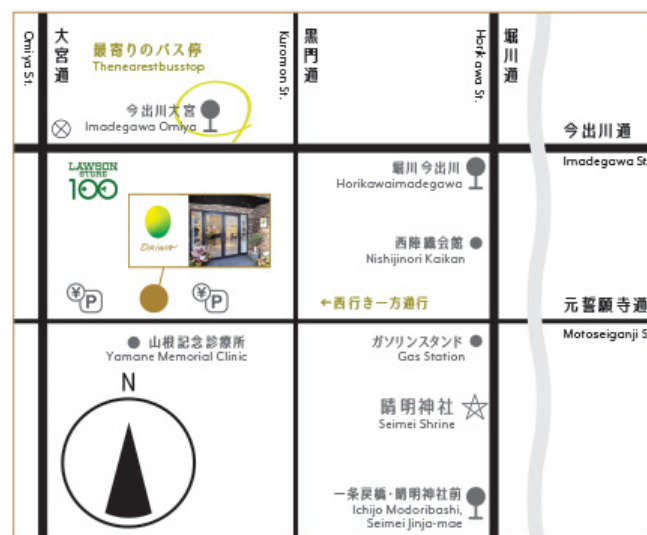 Omiya St.
大宮通
最寄りのバス停
Thenearestbusstop
今出川大宮
Imadegawa Omiya
Kuromon St.
黒門通
Horikawa St.
堀川通
今出川通
Imadegawa St
LAWSON
STORE
100
DAIWA
¥P
¥P
堀川今出川
Horikawaimadegawa
西陣織会館
Nishijinori Kaikan
←西行き一方通行
元誓願寺通
Motoseiganji S
山根記念診療所
Yamane Memorial Clinic
ガソリンスタンド
Gas Station
晴明神社
Seimei Shrine
N
一条戻橋・晴明神社前
Ichijo Modoribashi,
Seimei Jinja-mae